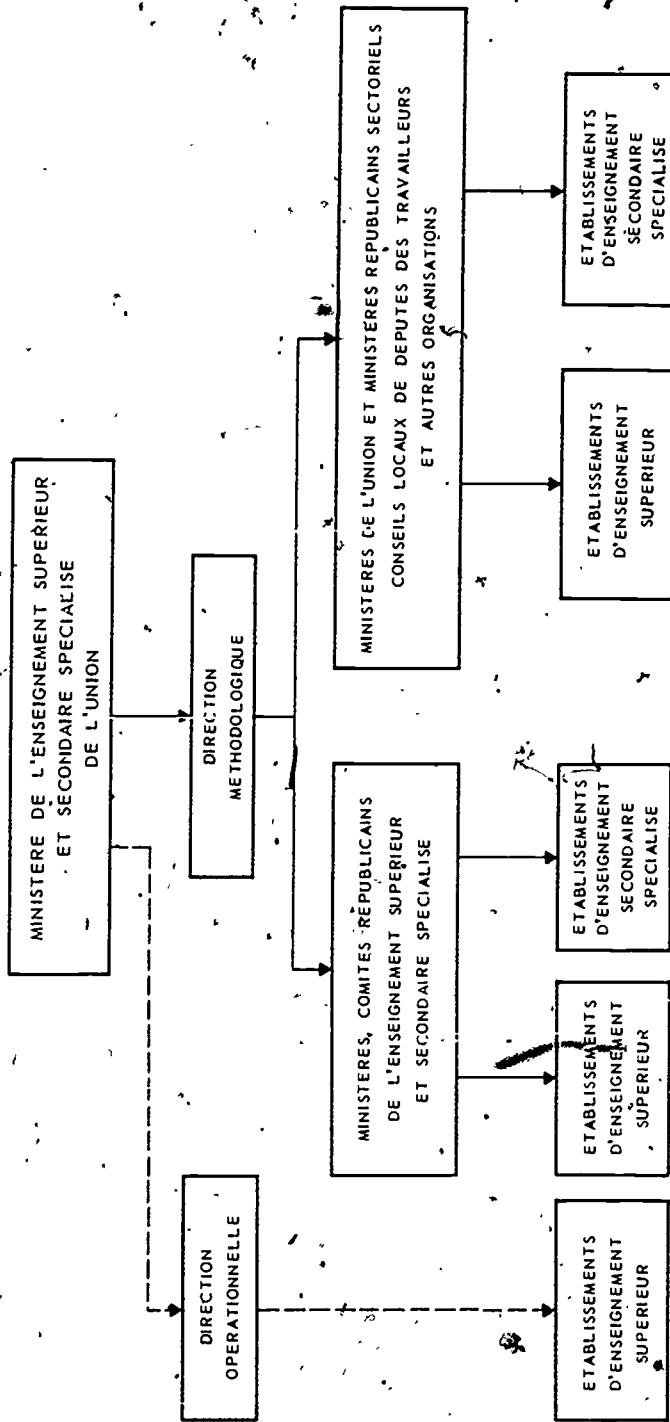 MINISTERE DE L'ENSEIGNEMENT SUPERIEUR
ET SECONDAIRE SPECIALISE
DE L'UNION
DIRECTION
OPERATIONNELLE
DIRECTION
METHODOLOGIQUE
MINISTERES, COMITES REPUBLICAINS
DE L'ENSEIGNEMENT SUPERIEUR
ET SECONDAIRE SPECIALISE
MINISTERES DE L'UNION ET MINISTERES REPUBLICAINS SECTORIELS
CONSEILS LOCAUX DE DEPUTES DES TRAVAILLEURS
ET AUTRES ORGANISATIONS
ETABLISSEMENTS
D'ENSEIGNEMENT
SUPERIEUR
ETABLISSEMENTS
D'ENSEIGNEMENT
SUPERIEUR
ETABLISSEMENTS
D'ENSEIGNEMENT
SECONDAIRE
SPECIALISE
ETABLISSEMENTS
D'ENSEIGNEMENT
SUPERIEUR
ETABLISSEMENTS
D'ENSEIGNEMENT
SECONDAIRE
SPECIALISE